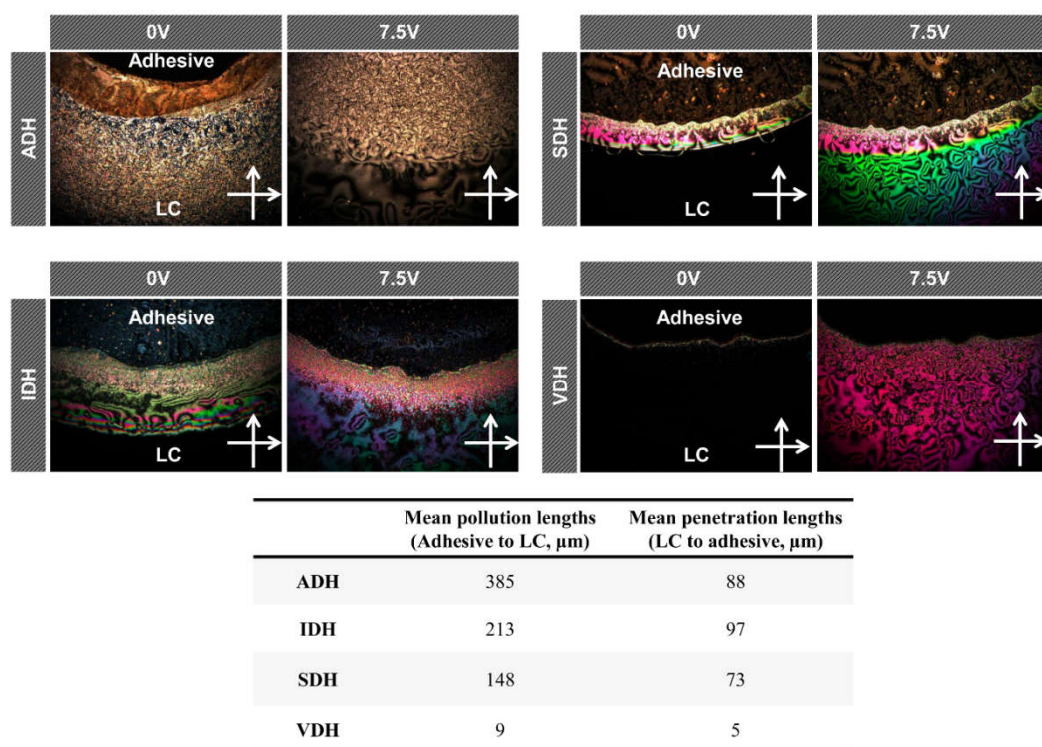 0V 7.5V
ADH
Adhesive
LC
0V 7.5V
SDH
Adhesive
LC
0V 7.5V
IDH
Adhesive
LC
0V 7.5V
VDH
Adhesive
LC
Mean pollution lengths Mean penetration lengths
(Adhesive to LC, µm) (LC to adhesive, µm)
ADH 385 88
IDH 213 97
SDH 148 73
VDH 9 5